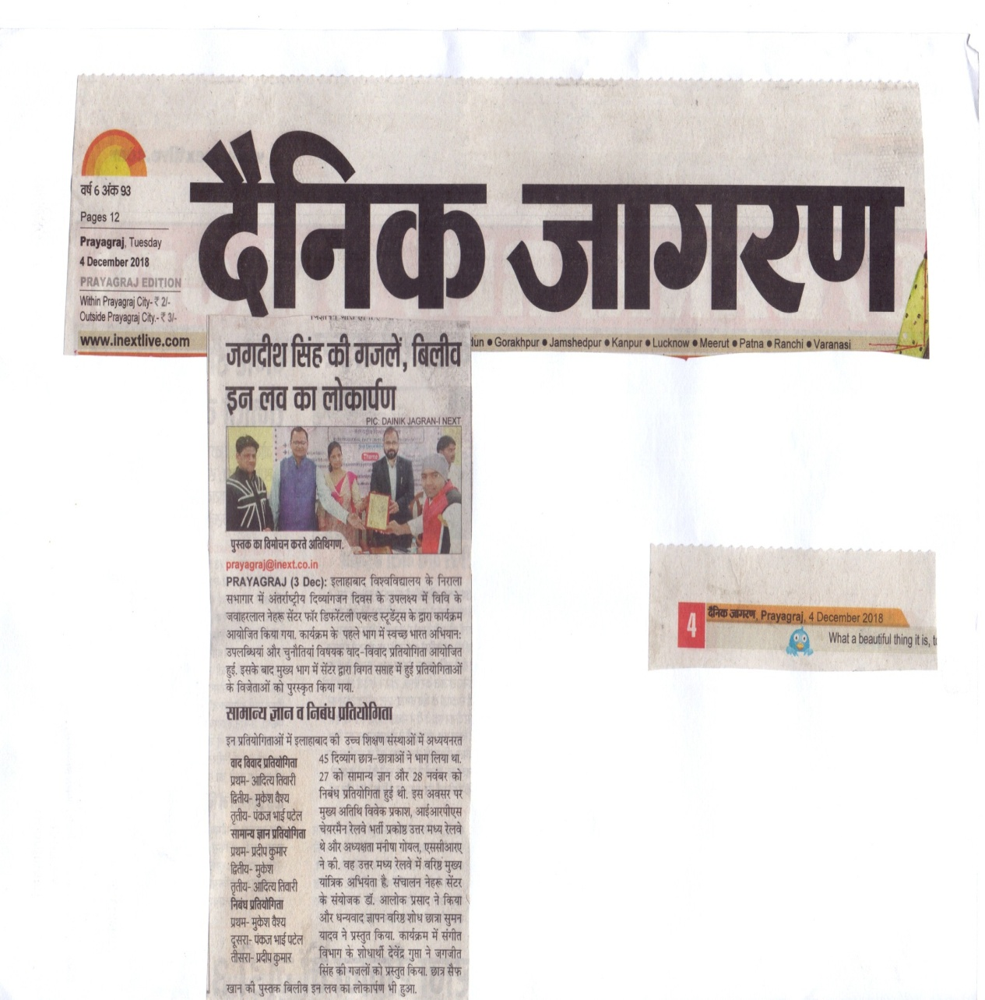 वर्ष 6 अंक 93
Pages 12
Prayagraj, Tuesday
4 December 2018
PRAYAGRAJ EDITION
Within Prayagraj City- ₹ 2/-
Outside Prayagraj City.- ₹ 3/-
www.inextlive.com
दैनिक जागरण
● Gorakhpur ● Jamshedpur ● Kanpur ● Lucknow ● Meerut ● Patna ● Ranchi ● Varanasi
जगदीश सिंह की गजलें, बिलीव
इन लव का लोकार्पण
PIC: DAINIK JAGRAN-I NEXT
पुस्तक का विमोचन करते अतिथिगण.
prayagraj@inext.co.in
PRAYAGRAJ (3 Dec): इलाहाबाद विश्वविद्यालय के निराला
सभागार में अंतर्राष्ट्रीय दिव्यांगजन दिवस के उपलक्ष्य में विवि के
जवाहरलाल नेहरू सेंटर फॉर डिफरेंटली एबल्ड स्टूडेंट्स के द्वारा कार्यक्रम
आयोजित किया गया. कार्यक्रम के पहले भाग में स्वच्छ भारत अभियान:
उपलब्धियां और चुनौतियां विषयक वाद-विवाद प्रतियोगिता आयोजित
हुई. इसके बाद मुख्य भाग में सेंटर द्वारा विगत सप्ताह में हुई प्रतियोगिताओं
के विजेताओं को पुरस्कृत किया गया.
सामान्य ज्ञान व निबंध प्रतियोगिता
इन प्रतियोगिताओं में इलाहाबाद की उच्च शिक्षण संस्थाओं में अध्ययनरत
45 दिव्यांग छात्र-छात्राओं ने भाग लिया था.
27 को सामान्य ज्ञान और 28 नवंबर को
निबंध प्रतियोगिता हुई थी. इस अवसर पर
मुख्य अतिथि विवेक प्रकाश, आईआरपीएस
चेयरमैन रेलवे भर्ती प्रकोष्ठ उत्तर मध्य रेलवे
थे और अध्यक्षता मनीषा गोयल, एससीआरए
ने की. वह उत्तर मध्य रेलवे में वरिष्ठ मुख्य
यांत्रिक अभियंता है. संचालन नेहरू सेंटर
के संयोजक डॉ. आलोक प्रसाद ने किया
और धन्यवाद ज्ञापन वरिष्ठ शोध छात्रा सुमन
यादव ने प्रस्तुत किया. कार्यक्रम में संगीत
विभाग के शोधार्थी देवेंद्र गुप्ता ने जगजीत
सिंह की गजलों को प्रस्तुत किया. छात्र सैफ
खान की पुस्तक बिलीव इन लव का लोकार्पण भी हुआ.
वाद विवाद प्रतियोगिता
प्रथम- आदित्य तिवारी
द्वितीय- मुकेश वैश्य
तृतीय- पंकज भाई पटेल
सामान्य ज्ञान प्रतियोगिता
प्रथम- प्रदीप कुमार
द्वितीय- मुकेश
तृतीय- आदित्य तिवारी
निबंध प्रतियोगिता
प्रथम- मुकेश वैश्य
दूसरा- पंकज भाई पटेल
तीसरा- प्रदीप कुमार
4
दैनिक जागरण, Prayagraj, 4 December 2018
What a beautiful thing it is,